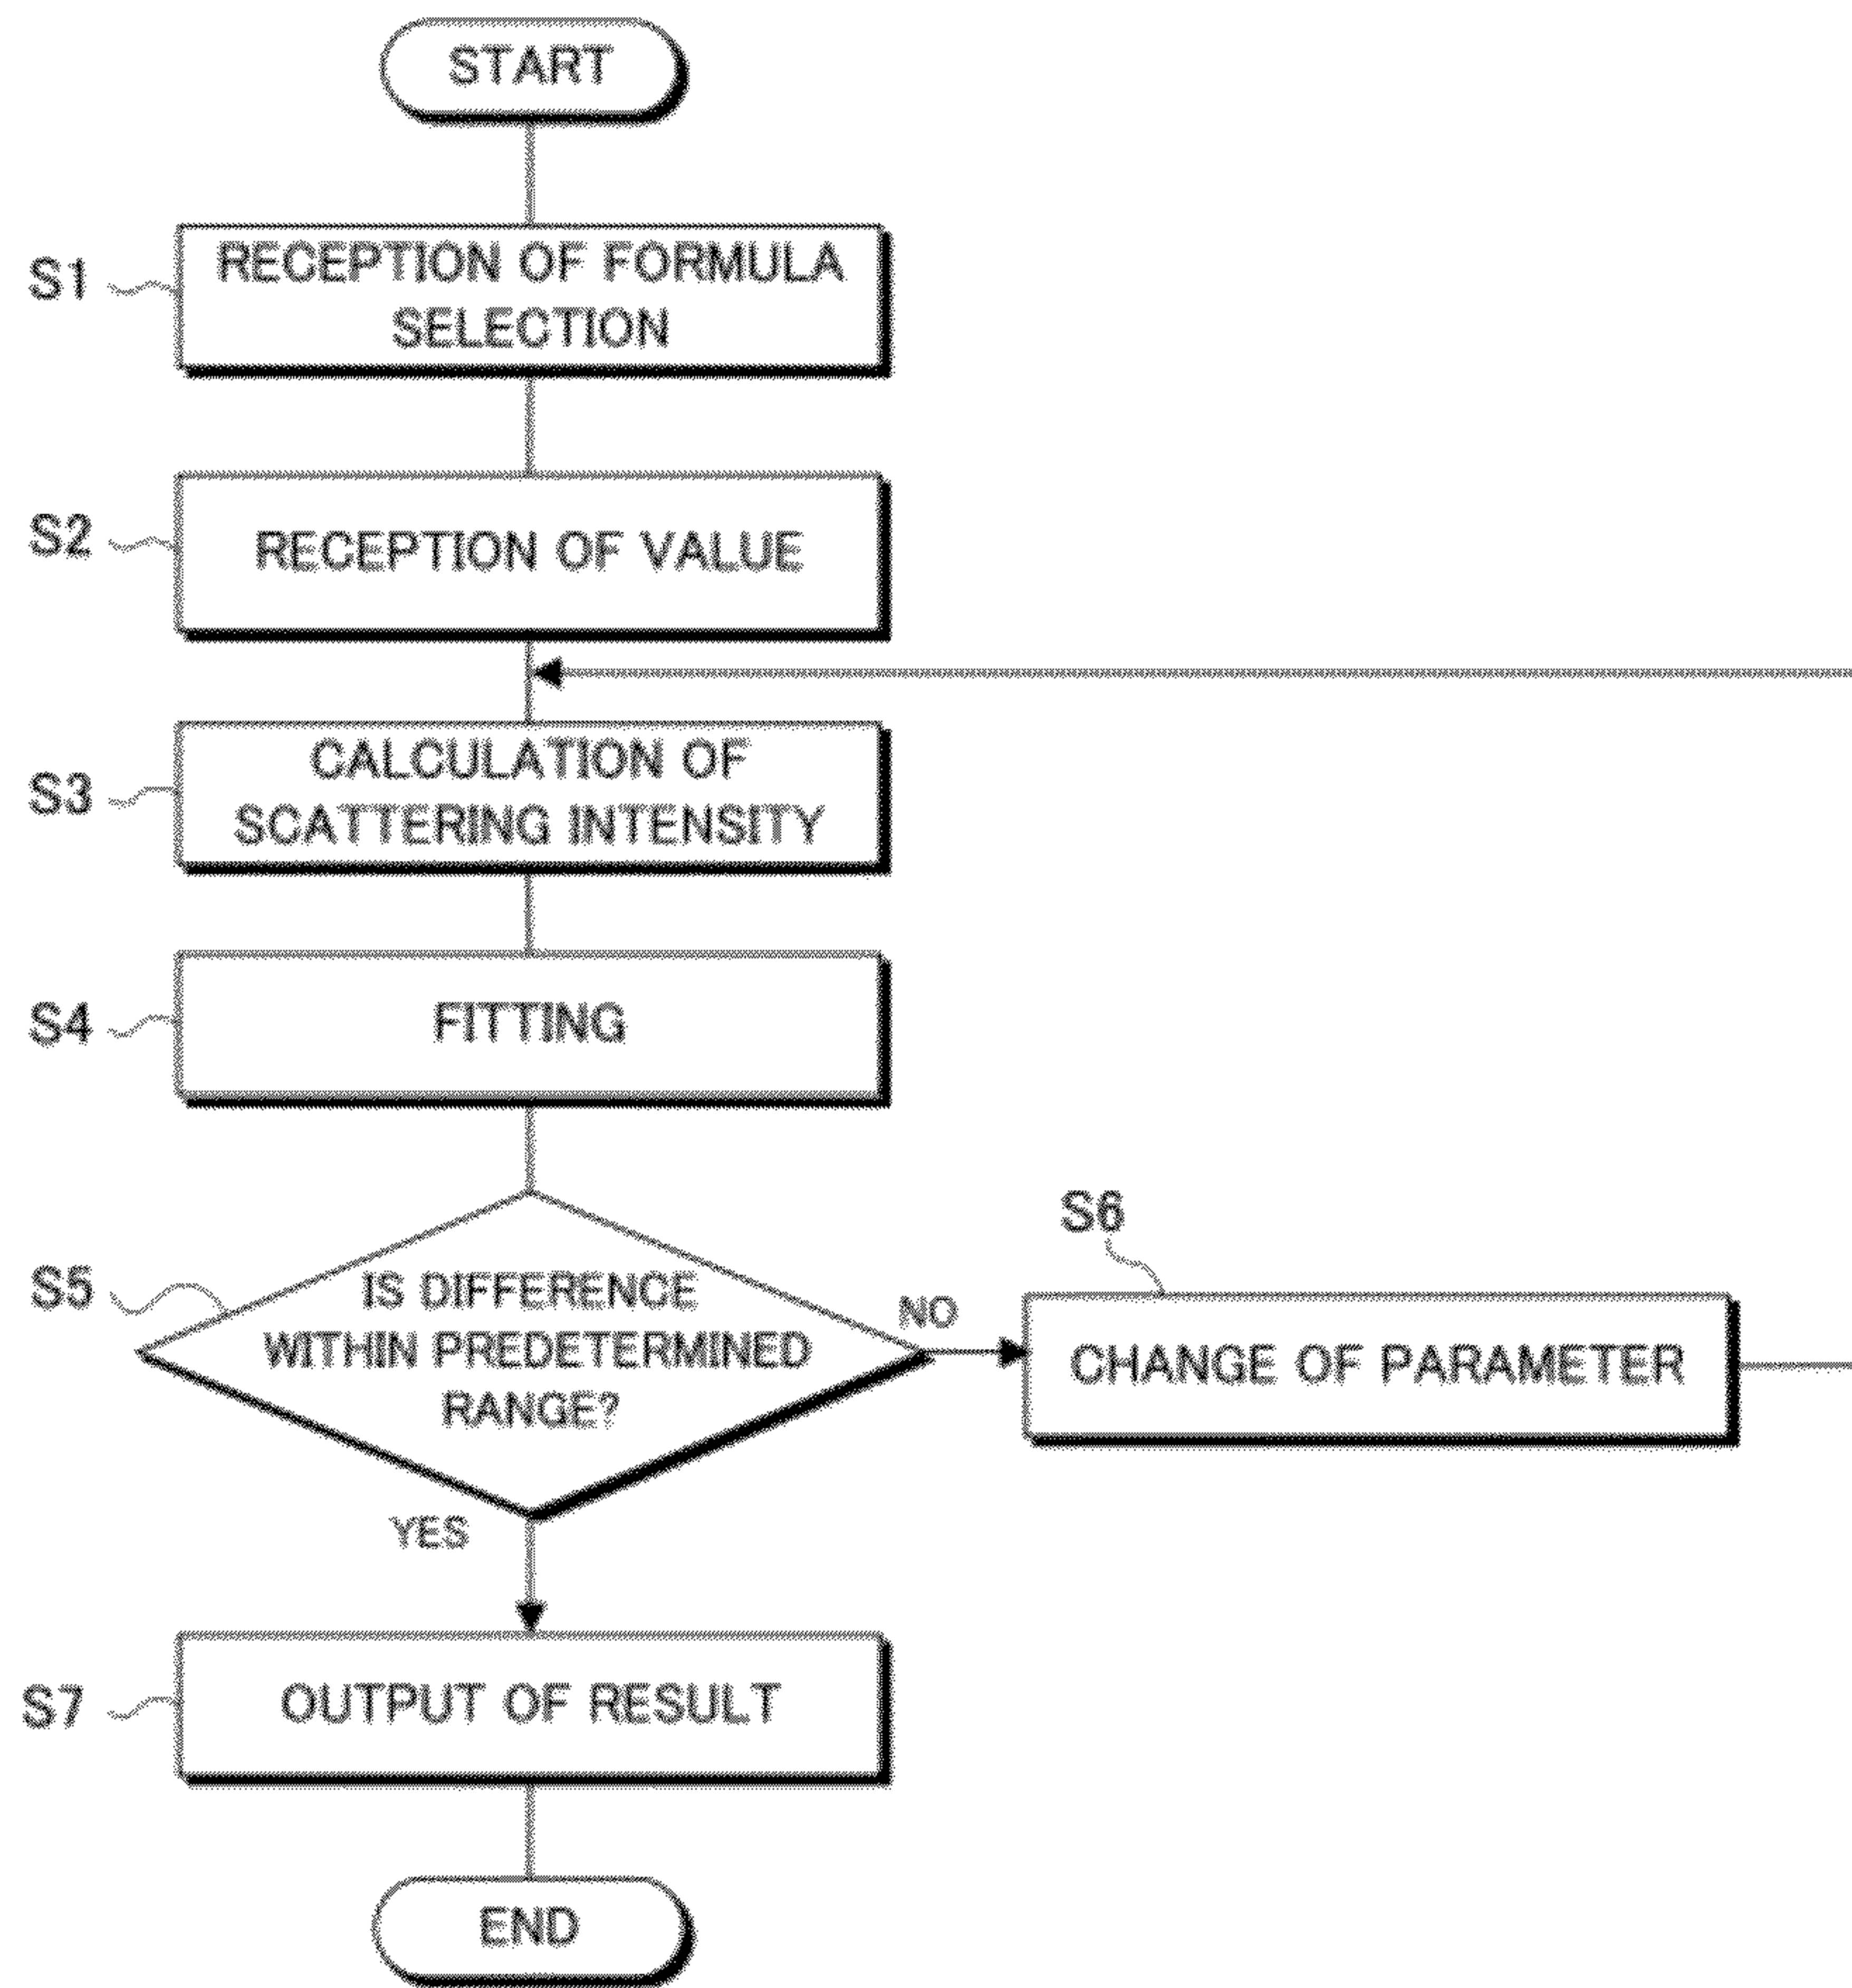 START
S1
RECEPTION OF FORMULA
SELECTION
S2
RECEPTION OF VALUE
S3
CALCULATION OF
SCATTERING INTENSITY
S4
FITTING
S5
IS DIFFERENCE
WITHIN PREDETERMINED
RANGE?
NO
S6
CHANGE OF PARAMETER
YES
S7
OUTPUT OF RESULT
END